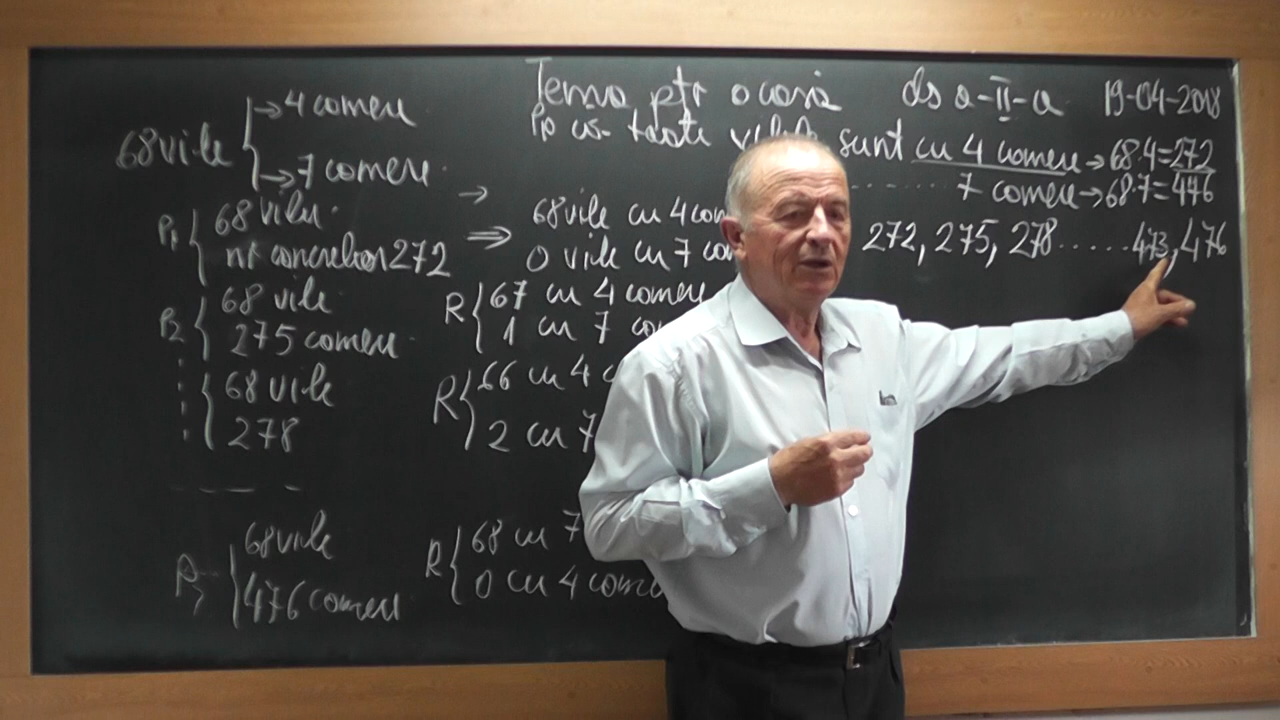 Tema ptr acasă ds a-II-a 19-04-2018
Pp că toate vilele sunt cu 4 camere → 68·4=272
7 camere → 68·7=476
272, 275, 278 ...... 473, 476
68 vile → 4 camere
→ 7 camere
P1 68 vile
nr camerelor 272
⇒ 68 vile cu 4
0 vile cu 7
P2 68 vile
275 camere
R 67 cu 4 camere
1 cu 7
68 vile
278
R 66 cu 4
2 cu 7
68 vile
476 camere
R 68 cu 7
0 cu 4 camere